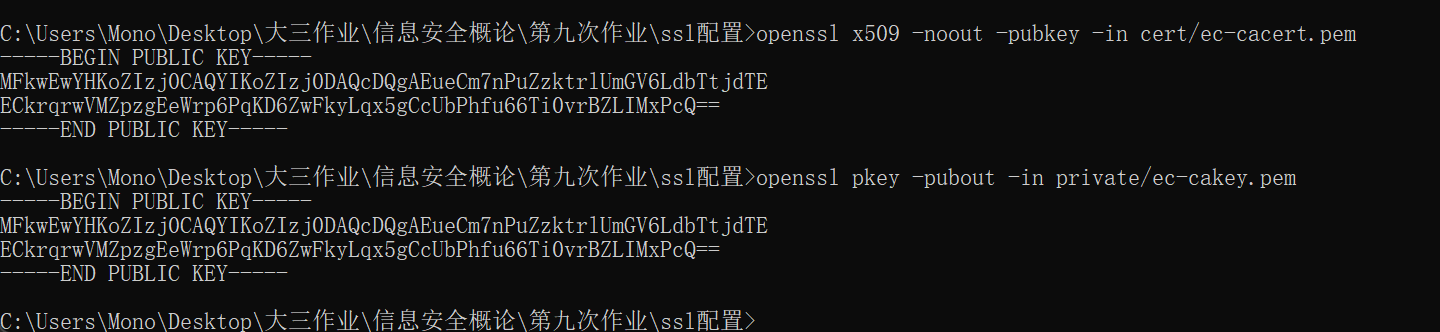 C:\Users\Mono\Desktop\大三作业\信息安全概论\第九次作业\ssl配置>openssl x509 -noout -pubkey -in cert/ec-cacert.pem
-----BEGIN PUBLIC KEY-----
MFkwEwYHKoZIzj0CAQYIKoZIzj0DAQcDQgAEueCm7nPuZzktrlUmGV6LdbTtjdTE
ECkrqrwVMZpzgEeWrp6PqKD6ZwFkyLqx5gCcUbPhfu66Ti0vrBZLIMxPcQ==
-----END PUBLIC KEY-----
C:\Users\Mono\Desktop\大三作业\信息安全概论\第九次作业\ssl配置>openssl pkey -pubout -in private/ec-cakey.pem
-----BEGIN PUBLIC KEY-----
MFkwEwYHKoZIzj0CAQYIKoZIzj0DAQcDQgAEueCm7nPuZzktrlUmGV6LdbTtjdTE
ECkrqrwVMZpzgEeWrp6PqKD6ZwFkyLqx5gCcUbPhfu66Ti0vrBZLIMxPcQ==
-----END PUBLIC KEY-----
C:\Users\Mono\Desktop\大三作业\信息安全概论\第九次作业\ssl配置>